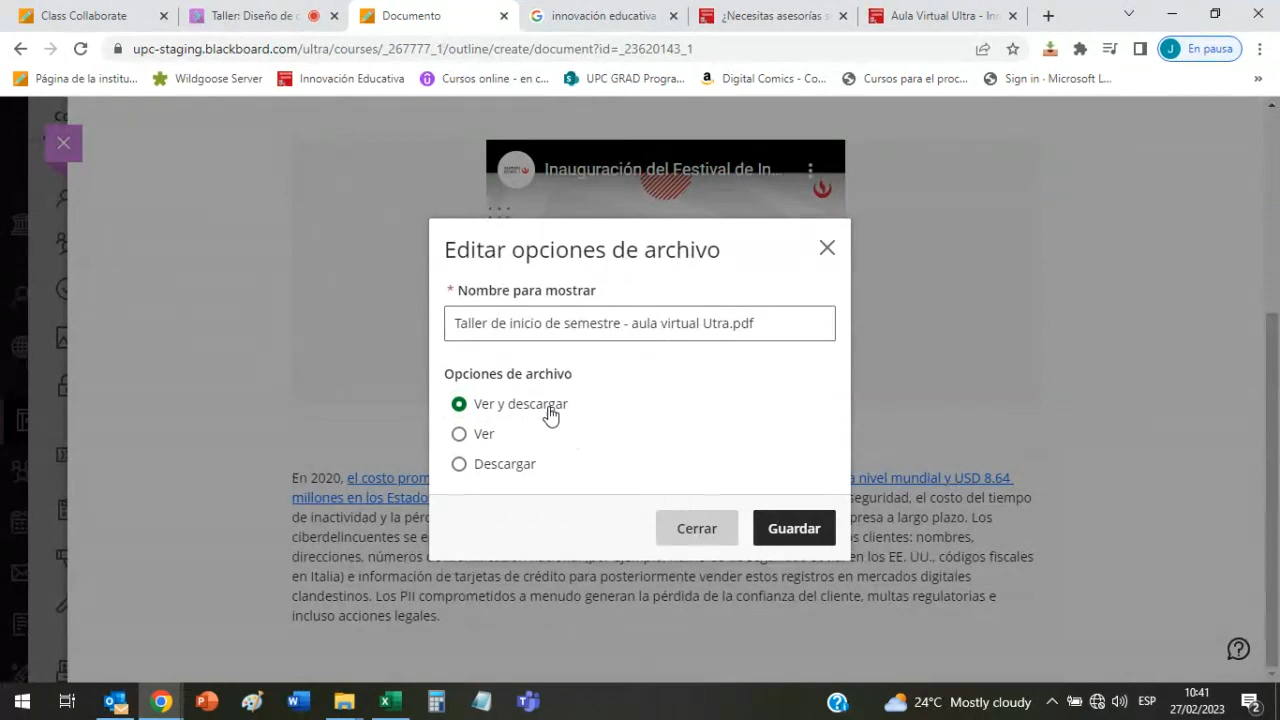 Class Collaborate
Taller: Diseño de c
Documento
innovación educativa
¿Necesitas asesorías s
Aula Virtual Ultra - Inn
upc-staging.blackboard.com/ultra/courses/_267777_1/outline/create/document?id=_23620143_1
J En pausa
Página de la institu...
Wildgoose Server
Innovación Educativa
Cursos online - en c...
UPC GRAD Progra...
Digital Comics - Co...
Cursos para el proc...
Sign in · Microsoft L...
»
Inauguración del Festival de In...
Editar opciones de archivo
* Nombre para mostrar
Taller de inicio de semestre - aula virtual Utra.pdf
Opciones de archivo
Ver y descargar
Ver
Descargar
Cerrar
Guardar
En 2020, el costo prom a nivel mundial y USD 8.64
millones en los Estado seguridad, el costo del tiempo
de inactividad y la pérd presa a largo plazo. Los
ciberdelincuentes se e os clientes: nombres,
direcciones, números en los EE. UU., códigos fiscales
en Italia) e información de tarjetas de crédito para posteriormente vender estos registros en mercados digitales
clandestinos. Los PII comprometidos a menudo generan la pérdida de la confianza del cliente, multas regulatorias e
incluso acciones legales.
24°C Mostly cloudy
ESP
10:41
27/02/2023
2